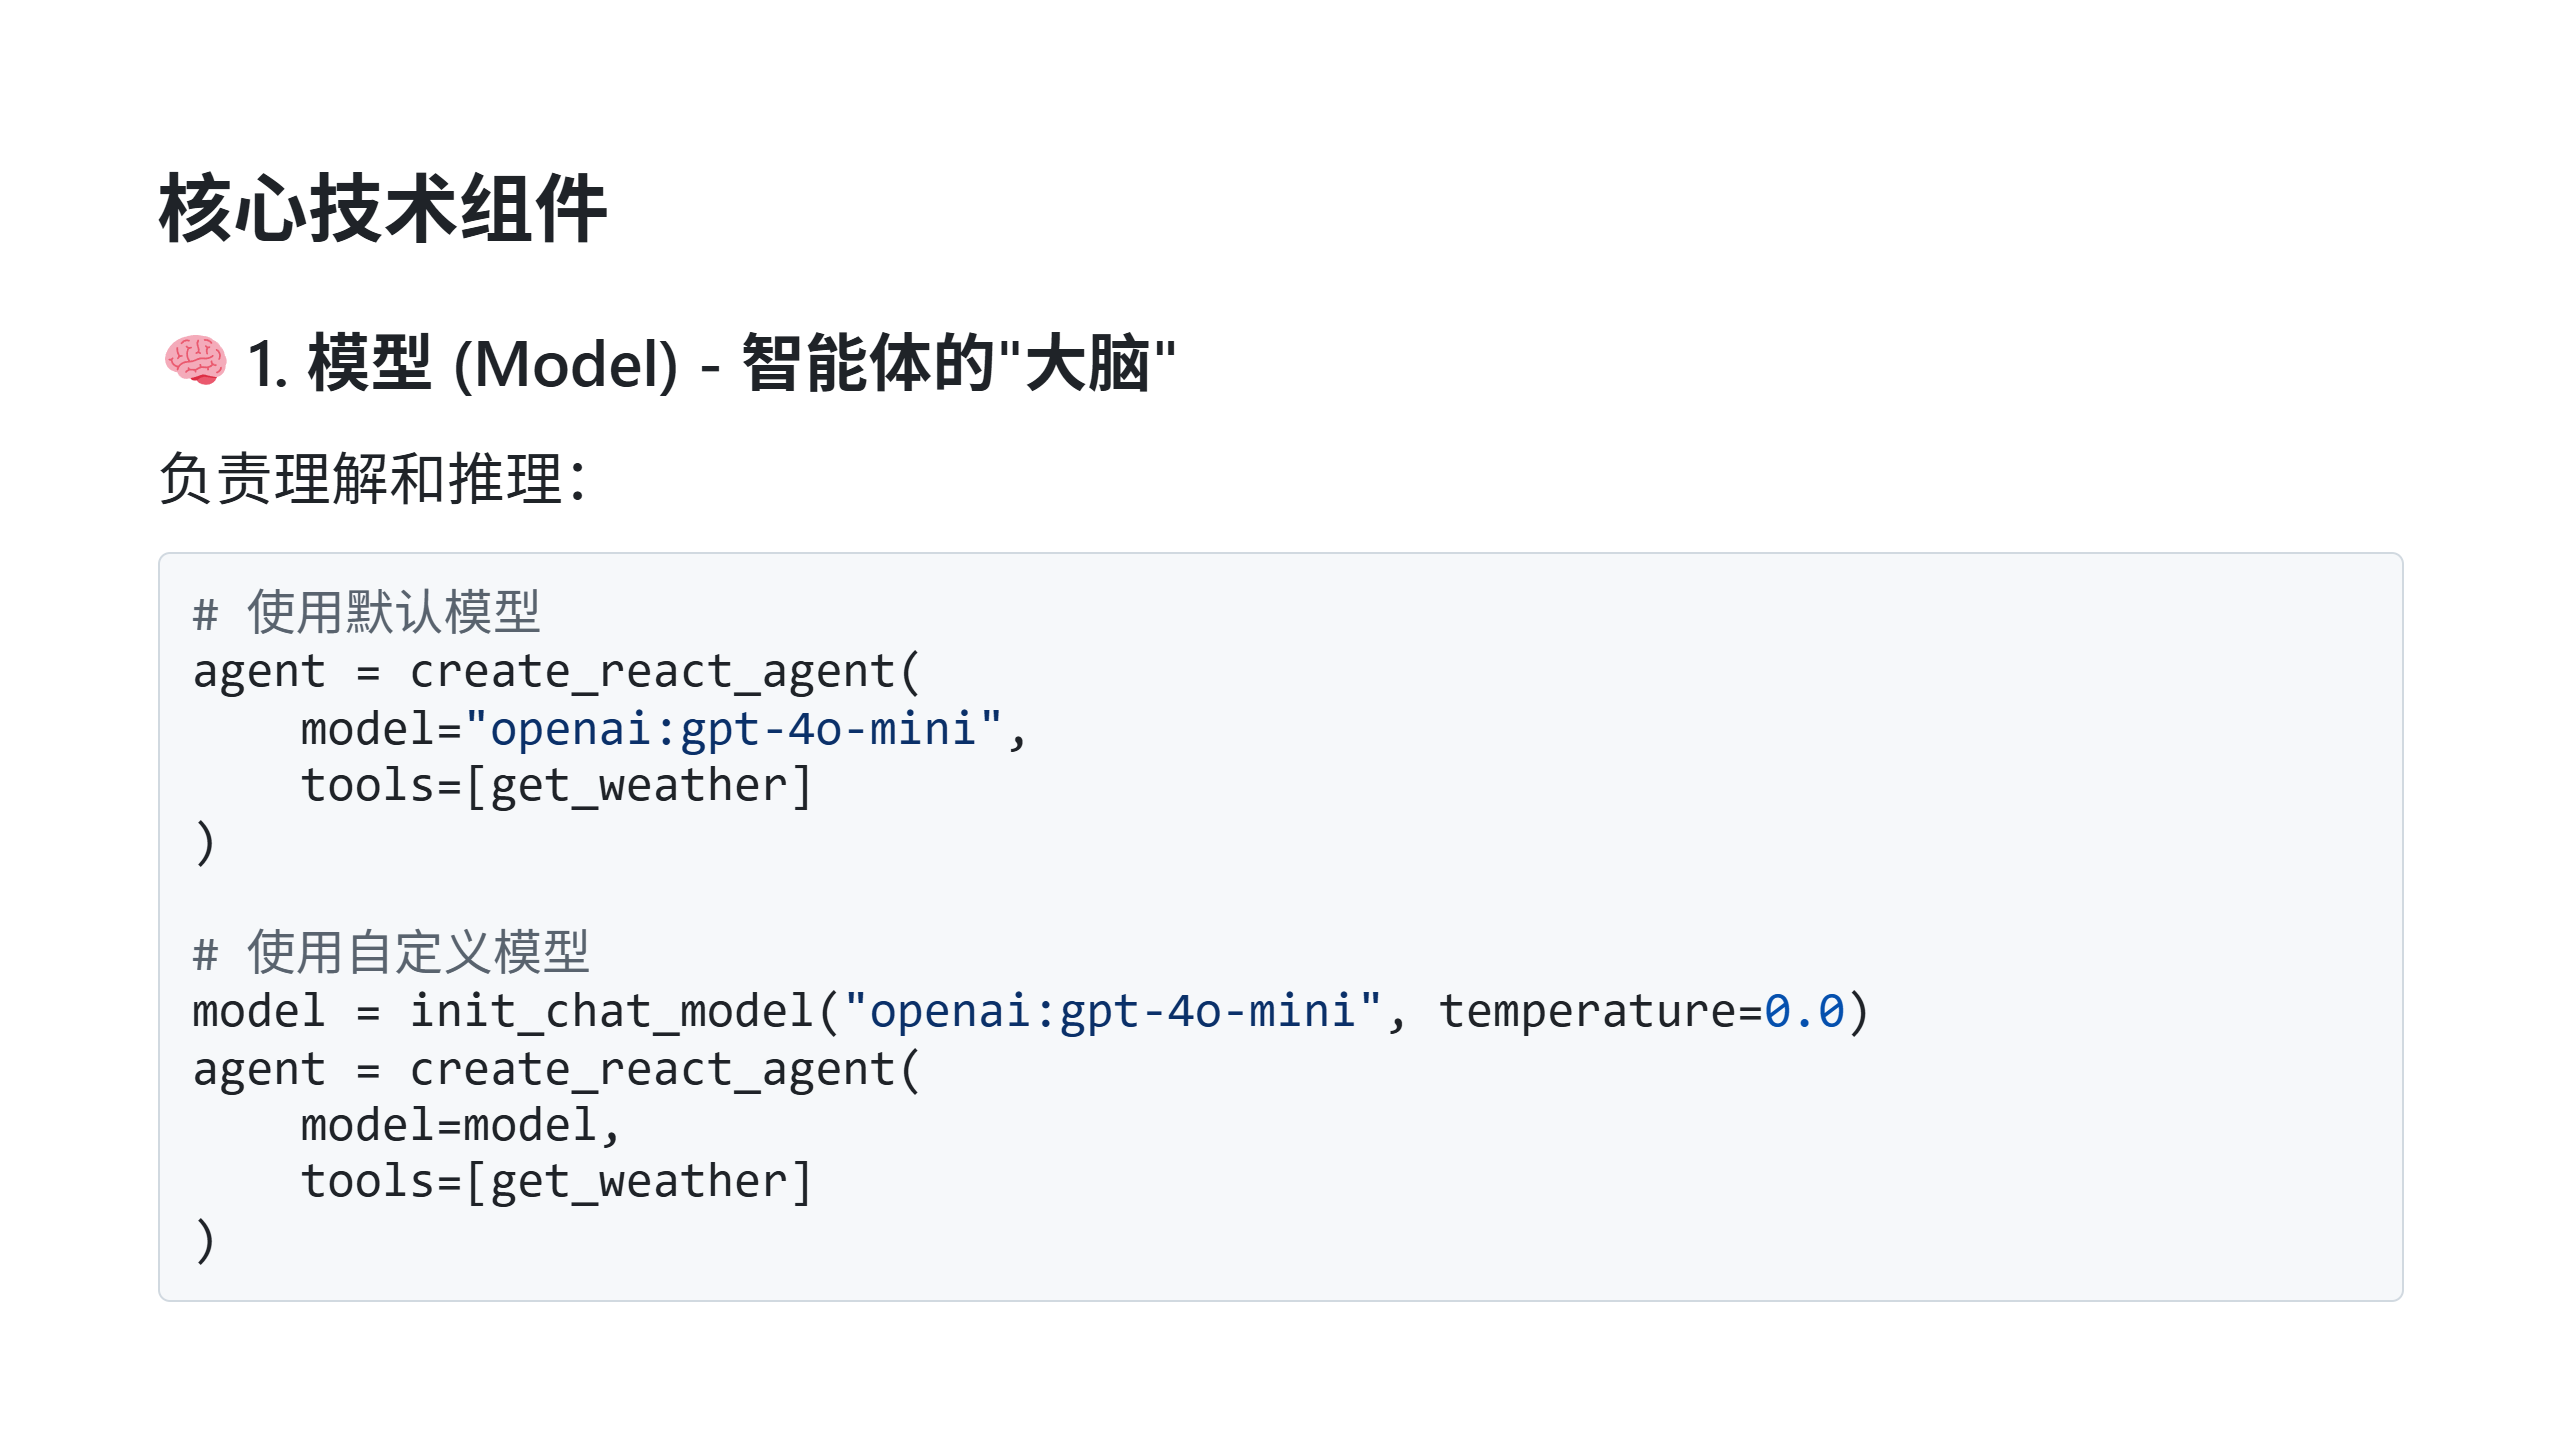 核心技术组件
🧠 1. 模型 (Model) - 智能体的"大脑"
负责理解和推理：
# 使用默认模型
agent = create_react_agent(
    model="openai:gpt-4o-mini",
    tools=[get_weather]
)
# 使用自定义模型
model = init_chat_model("openai:gpt-4o-mini", temperature=0.0)
agent = create_react_agent(
    model=model,
    tools=[get_weather]
)